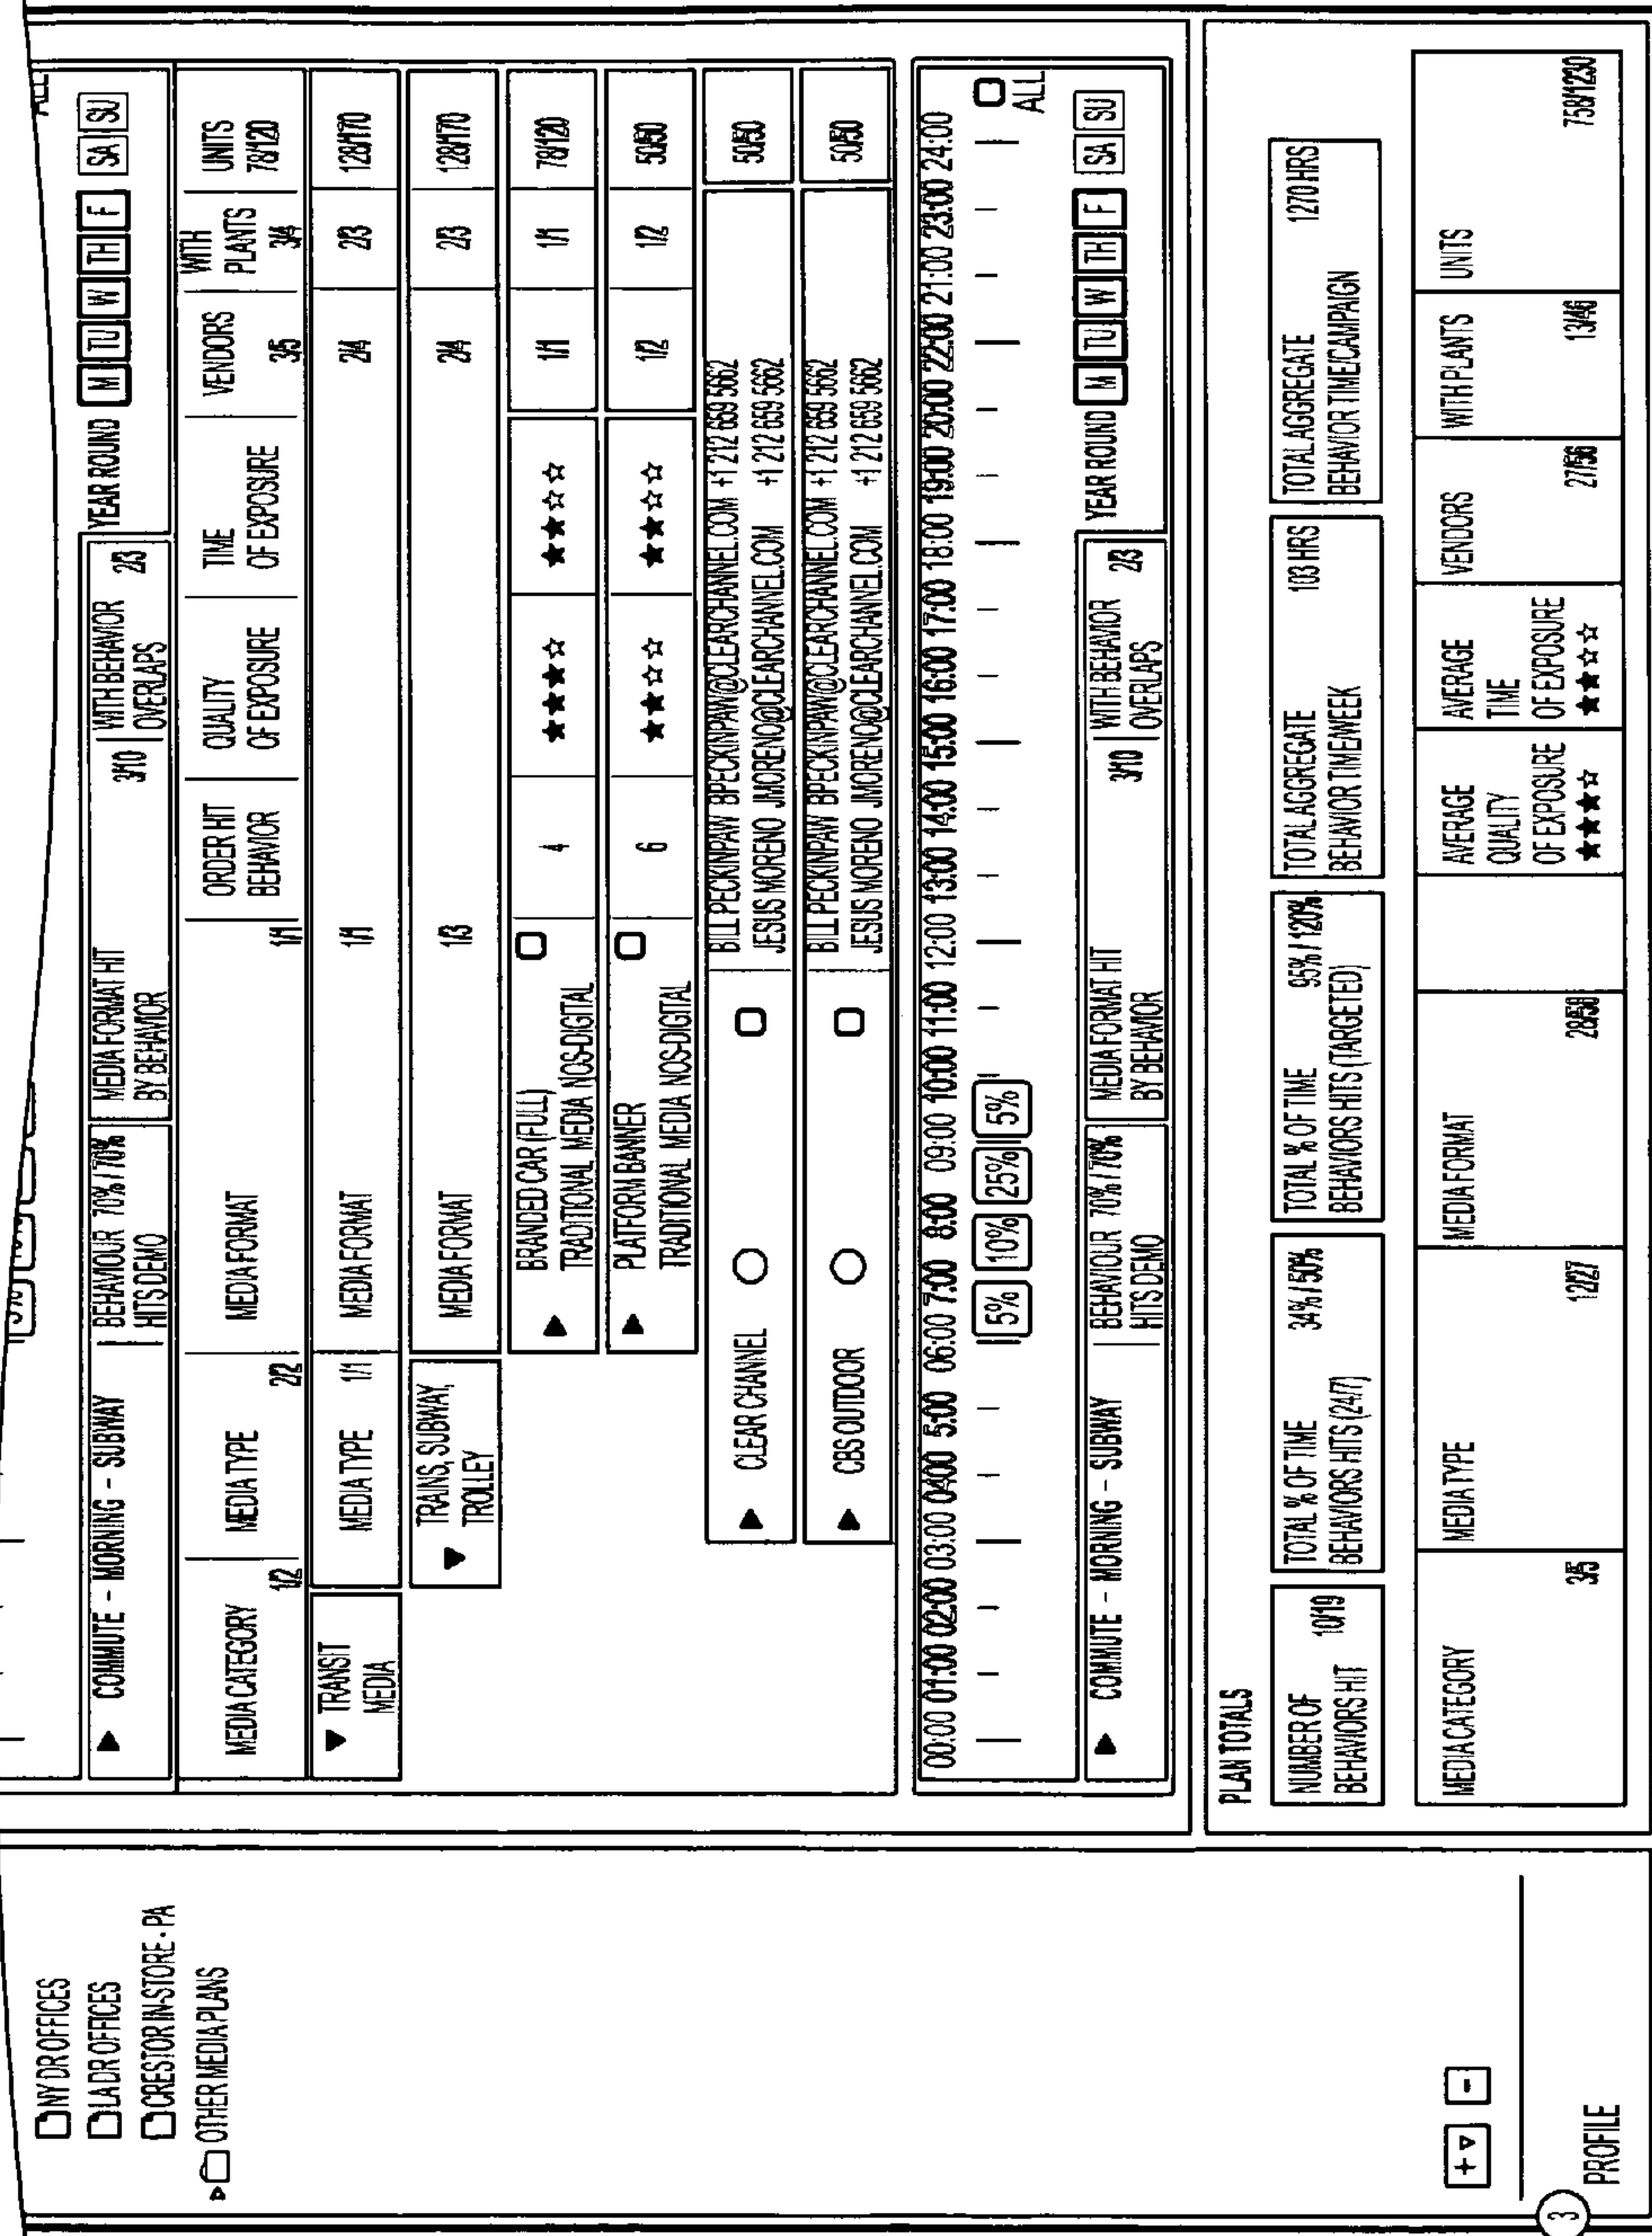 NY DR OFFICES
LA DR OFFICES
CRESTOR IN-STORE - PA
OTHER MEDIA PLANS
+ -
3
PROFILE
ALL
COMMUTE - MORNING - SUBWAY
BEHAVIOUR 70% / 70%
HITS DEMO
MEDIA FORMAT HIT 3/10
BY BEHAVIOR
WITH BEHAVIOR 2/3
OVERLAPS
YEAR ROUND M TU W TH F SA SU
MEDIA CATEGORY 1/2
MEDIA TYPE 2/2
MEDIA FORMAT 1/1
ORDER HIT
BEHAVIOR
QUALITY
OF EXPOSURE
TIME
OF EXPOSURE
VENDORS 3/5
WITH
PLANTS 3/4
UNITS
78/120
TRANSIT
MEDIA
MEDIA TYPE 1/1
MEDIA FORMAT 1/1 2/4 2/3 128/170
TRAINS, SUBWAY,
TROLLEY
MEDIA FORMAT 1/3 2/4 2/3 128/170
BRANDED CAR (FULL)
TRADITIONAL MEDIA NOS-DIGITAL
4 ★★★☆ ★★☆☆ 1/1 1/1 78/120
PLATFORM BANNER
TRADITIONAL MEDIA NOS-DIGITAL
6 ★★☆☆ ★★☆☆ 1/2 1/2 50/50
CLEAR CHANNEL
BILL PECKINPAW BPECKINPAW@CLEARCHANNEL.COM +1 212 659 5662
JESUS MORENO JMORENO@CLEARCHANNEL.COM +1 212 659 5662
50/50
CBS OUTDOOR
BILL PECKINPAW BPECKINPAW@CLEARCHANNEL.COM +1 212 659 5662
JESUS MORENO JMORENO@CLEARCHANNEL.COM +1 212 659 5662
50/50
00:00 01:00 02:00 03:00 04:00 5:00 06:00 7:00 8:00 09:00 10:00 11:00 12:00 13:00 14:00 15:00 16:00 17:00 18:00 19:00 20:00 22:00 21:00 23:00 24:00
5% 10% 25% 5%
ALL
COMMUTE - MORNING - SUBWAY
BEHAVIOUR 70% / 70%
HITS DEMO
MEDIA FORMAT HIT 3/10
BY BEHAVIOR
WITH BEHAVIOR 2/3
OVERLAPS
YEAR ROUND M TU W TH F SA SU
PLAN TOTALS
NUMBER OF 10/19
BEHAVIORS HIT
TOTAL % OF TIME 34% / 50%
BEHAVIORS HITS (24/7)
TOTAL % OF TIME 95% / 120%
BEHAVIORS HITS (TARGETED)
TOTAL AGGREGATE 103 HRS
BEHAVIOR TIME/WEEK
TOTAL AGGREGATE 1270 HRS
BEHAVIOR TIME/CAMPAIGN
MEDIA CATEGORY 3/5
MEDIA TYPE 12/27
MEDIA FORMAT 28/56
AVERAGE
QUALITY
OF EXPOSURE
★★★☆
AVERAGE
TIME
OF EXPOSURE
★★☆☆
VENDORS 27/56
WITH PLANTS 13/46
UNITS 758/1230